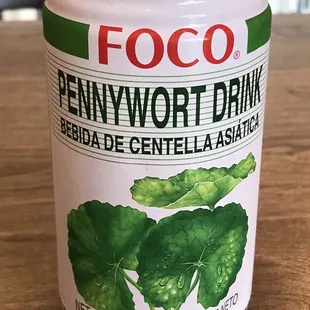 FOCO®
PENNYWORT DRINK
BEBIDA DE CENTELLA ASIÁTICA